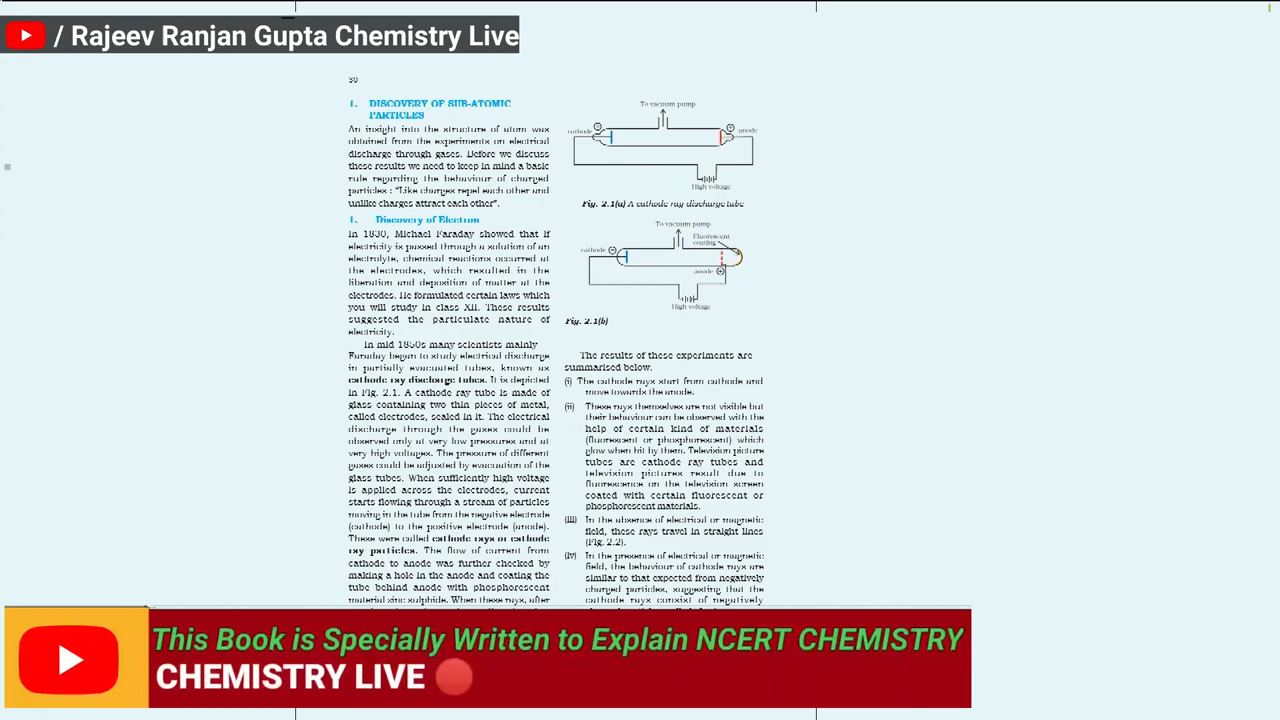 / Rajeev Ranjan Gupta Chemistry Live
30
1. DISCOVERY OF SUB-ATOMIC
PARTICLES
An insight into the structure of atom was
obtained from the experiments on electrical
discharge through gases. Before we discuss
these results we need to keep in mind a basic
rule regarding the behaviour of charged
particles : "Like charges repel each other and
unlike charges attract each other".
1. Discovery of Electron
In 1830, Michael Faraday showed that if
electricity is passed through a solution of an
electrolyte, chemical reactions occurred at
the electrodes, which resulted in the
liberation and deposition of matter at the
electrodes. He formulated certain laws which
you will study in class XII. These results
suggested the particulate nature of
electricity.
In mid 1850s many scientists mainly
Faraday began to study electrical discharge
in partially evacuated tubes, known as
cathode ray discharge tubes. It is depicted
in Fig. 2.1. A cathode ray tube is made of
glass containing two thin pieces of metal,
called electrodes, sealed in it. The electrical
discharge through the gases could be
observed only at very low pressures and at
very high voltages. The pressure of different
gases could be adjusted by evacuation of the
glass tubes. When sufficiently high voltage
is applied across the electrodes, current
starts flowing through a stream of particles
moving in the tube from the negative electrode
(cathode) to the positive electrode (anode).
These were called cathode rays or cathode
ray particles. The flow of current from
cathode to anode was further checked by
making a hole in the anode and coating the
tube behind anode with phosphorescent
material zinc sulphide. When these rays, after
To vacuum pump
cathode
anode
High voltage
Fig. 2.1(a) A cathode ray discharge tube
To vacuum pump
Fluorescent
coating
cathode
anode
High voltage
Fig. 2.1(b)
The results of these experiments are
summarised below.
(i) The cathode rays start from cathode and
move towards the anode.
(ii) These rays themselves are not visible but
their behaviour can be observed with the
help of certain kind of materials
(fluorescent or phosphorescent) which
glow when hit by them. Television picture
tubes are cathode ray tubes and
television pictures result due to
fluorescence on the television screen
coated with certain fluorescent or
phosphorescent materials.
(iii) In the absence of electrical or magnetic
field, these rays travel in straight lines
(Fig. 2.2).
(iv) In the presence of electrical or magnetic
field, the behaviour of cathode rays are
similar to that expected from negatively
charged particles, suggesting that the
cathode rays consist of negatively
This Book is Specially Written to Explain NCERT CHEMISTRY
CHEMISTRY LIVE